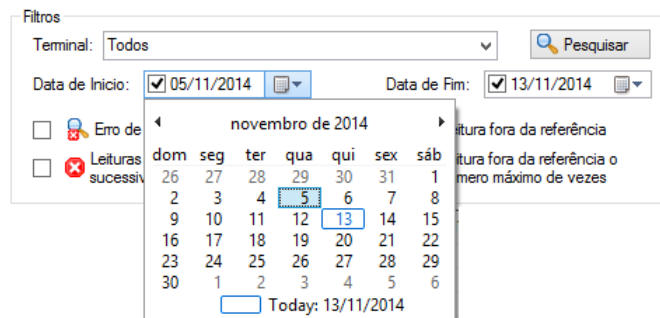 Filtros
Terminal: Todos Pesquisar
Data de Inicio: 05/11/2014 Data de Fim: 13/11/2014
novembro de 2014
Erro de
fora da referência
Leituras
fora da referência o
máximo de vezes
dom seg ter qua qui sex sáb
26 27 28 29 30 31 1
2 3 4 5 6 7 8
9 10 11 12 13 14 15
16 17 18 19 20 21 22
23 24 25 26 27 28 29
30 1 2 3 4 5 6
Today: 13/11/2014